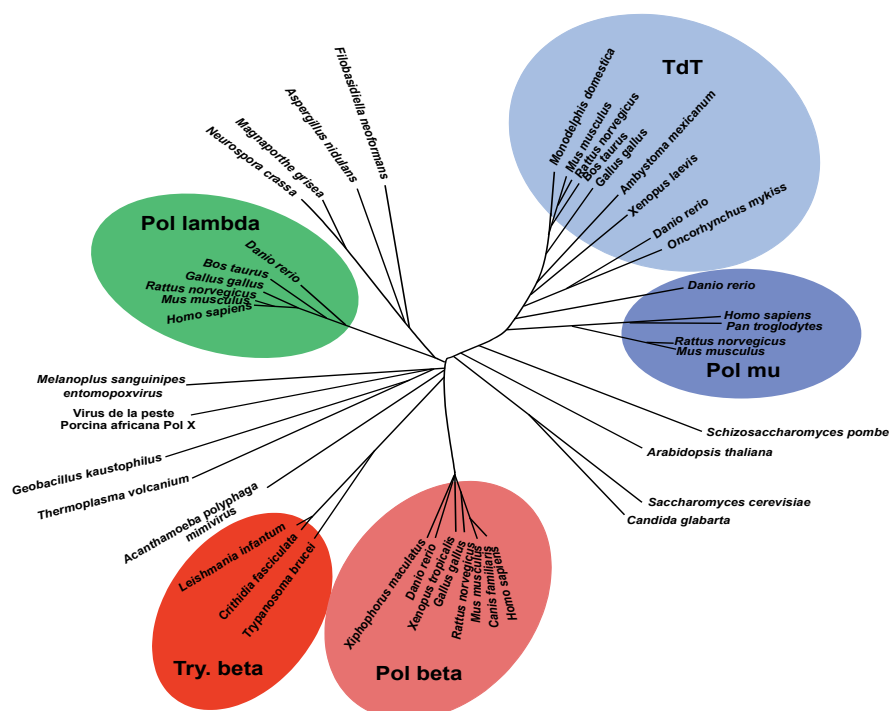 Filobasidiella neoformans
Aspergillus nidulans
Magnaporthe grisea
Neurospora crassa
TdT
Monodelphis domestica
Mus musculus
Rattus norvegicus
Bos taurus
Gallus gallus
Ambystoma mexicanum
Xenopus laevis
Danio rerio
Oncorhynchus mykiss
Pol lambda
Danio rerio
Bos taurus
Gallus gallus
Rattus norvegicus
Mus musculus
Homo sapiens
Danio rerio
Homo sapiens
Pan troglodytes
Rattus norvegicus
Mus musculus
Pol mu
Melanoplus sanguinipes
entomopoxvirus
Virus de la peste
Porcina africana Pol X
Geobacillus kaustophilus
Thermoplasma volcanium
Acanthamoeba polyphaga
mimivirus
Schizosaccharomyces pombe
Arabidopsis thaliana
Saccharomyces cerevisiae
Candida glabarta
Leishmania infantum
Crithidia fasciculata
Trypanosoma brucei
Try. beta
Xiphophorus maculatus
Danio rerio
Xenopus tropicalis
Gallus gallus
Rattus norvegicus
Mus musculus
Canis familiaris
Homo sapiens
Pol beta